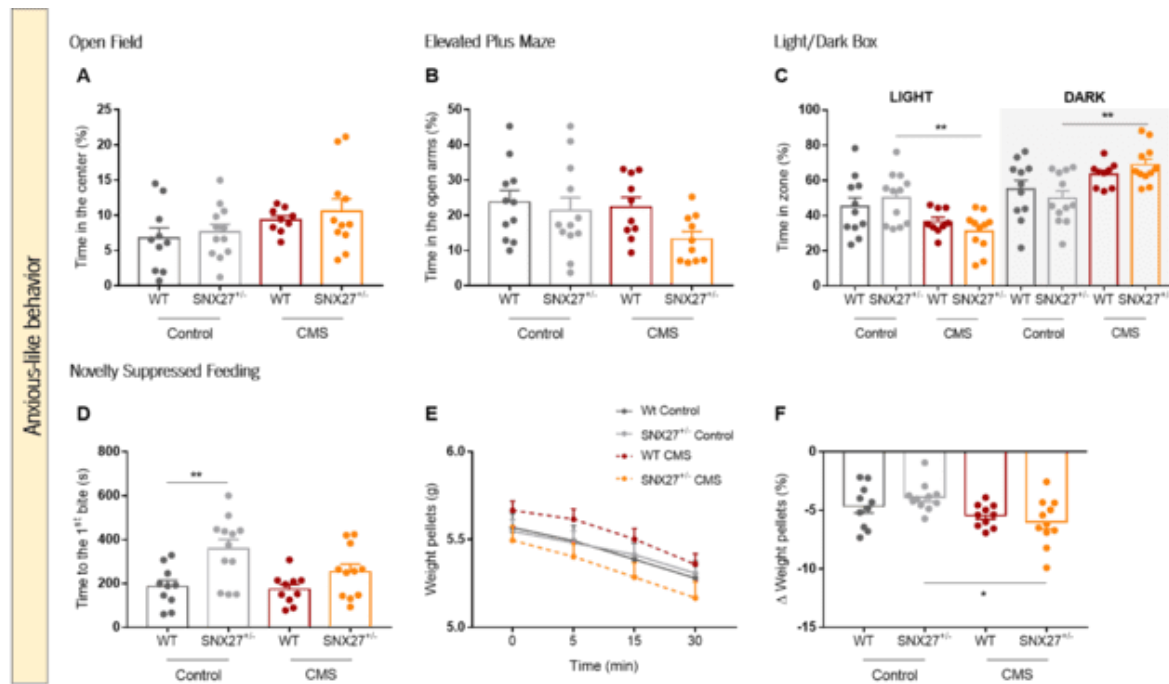 Anxious-like behavior
Open Field
A
Time in the center (%)
25
20
15
10
5
0
WT SNX27+/- WT SNX27+/-
Control CMS
Elevated Plus Maze
B
Time in the open arms (%)
50
40
30
20
10
0
WT SNX27+/- WT SNX27+/-
Control CMS
Light/Dark Box
C
LIGHT DARK
** **
Time in zone (%)
100
80
60
40
20
0
WT SNX27+/- WT SNX27+/- WT SNX27+/- WT SNX27+/-
Control CMS Control CMS
Novelty Suppressed Feeding
D
Time to the 1st bite (s)
800
600
400
200
0
**
WT SNX27+/- WT SNX27+/-
Control CMS
E
Wt Control
SNX27+/- Control
WT CMS
SNX27+/- CMS
Weight pellets (g)
6.0
5.5
5.0
0 5 15 30
Time (min)
F
Δ Weight pellets (%)
0
-5
-10
-15
*
WT SNX27+/- WT SNX27+/-
Control CMS